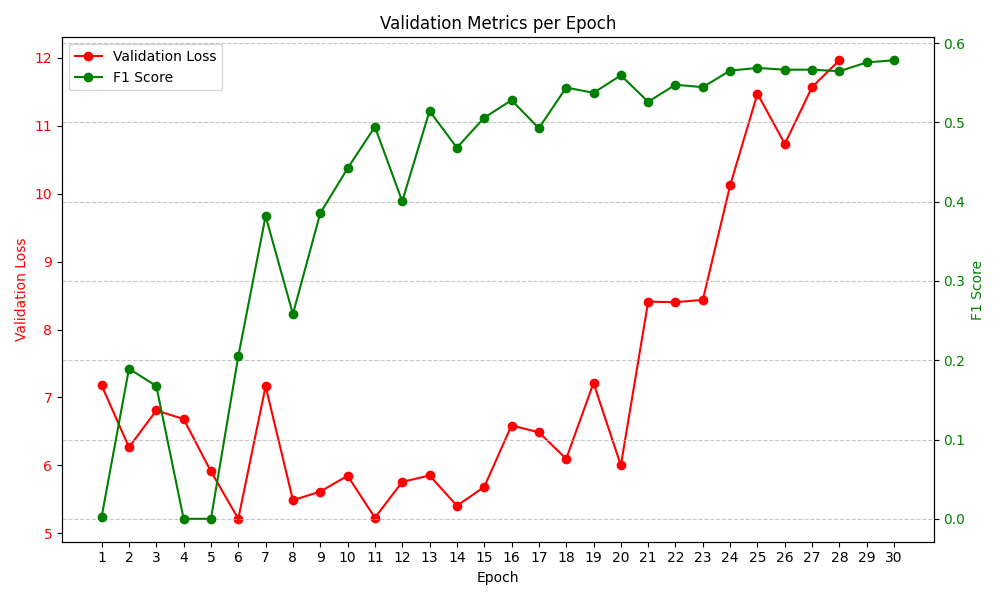 Validation Metrics per Epoch
Validation Loss
F1 Score
12
11
10
9
8
7
6
5
Validation Loss
0.6
0.5
0.4
0.3
0.2
0.1
0.0
F1 Score
1 2 3 4 5 6 7 8 9 10 11 12 13 14 15 16 17 18 19 20 21 22 23 24 25 26 27 28 29 30
Epoch